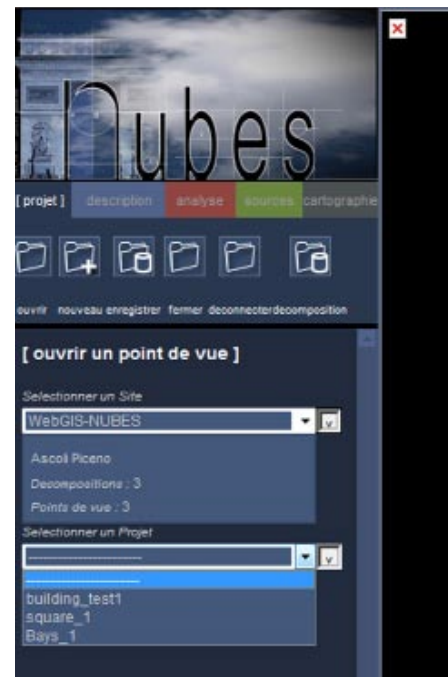 Nubes
[ projet ] description analyse sources cartographie
ouvrir nouveau enregistrer fermer deconnecter decomposition
[ ouvrir un point de vue ]
Selectionner un Site
WebGIS-NUBES
Ascoli Piceno
Decompositions : 3
Points de vue : 3
Selectionner un Projet
------------------------
------------------------
building_test1
square_1
Bays_1